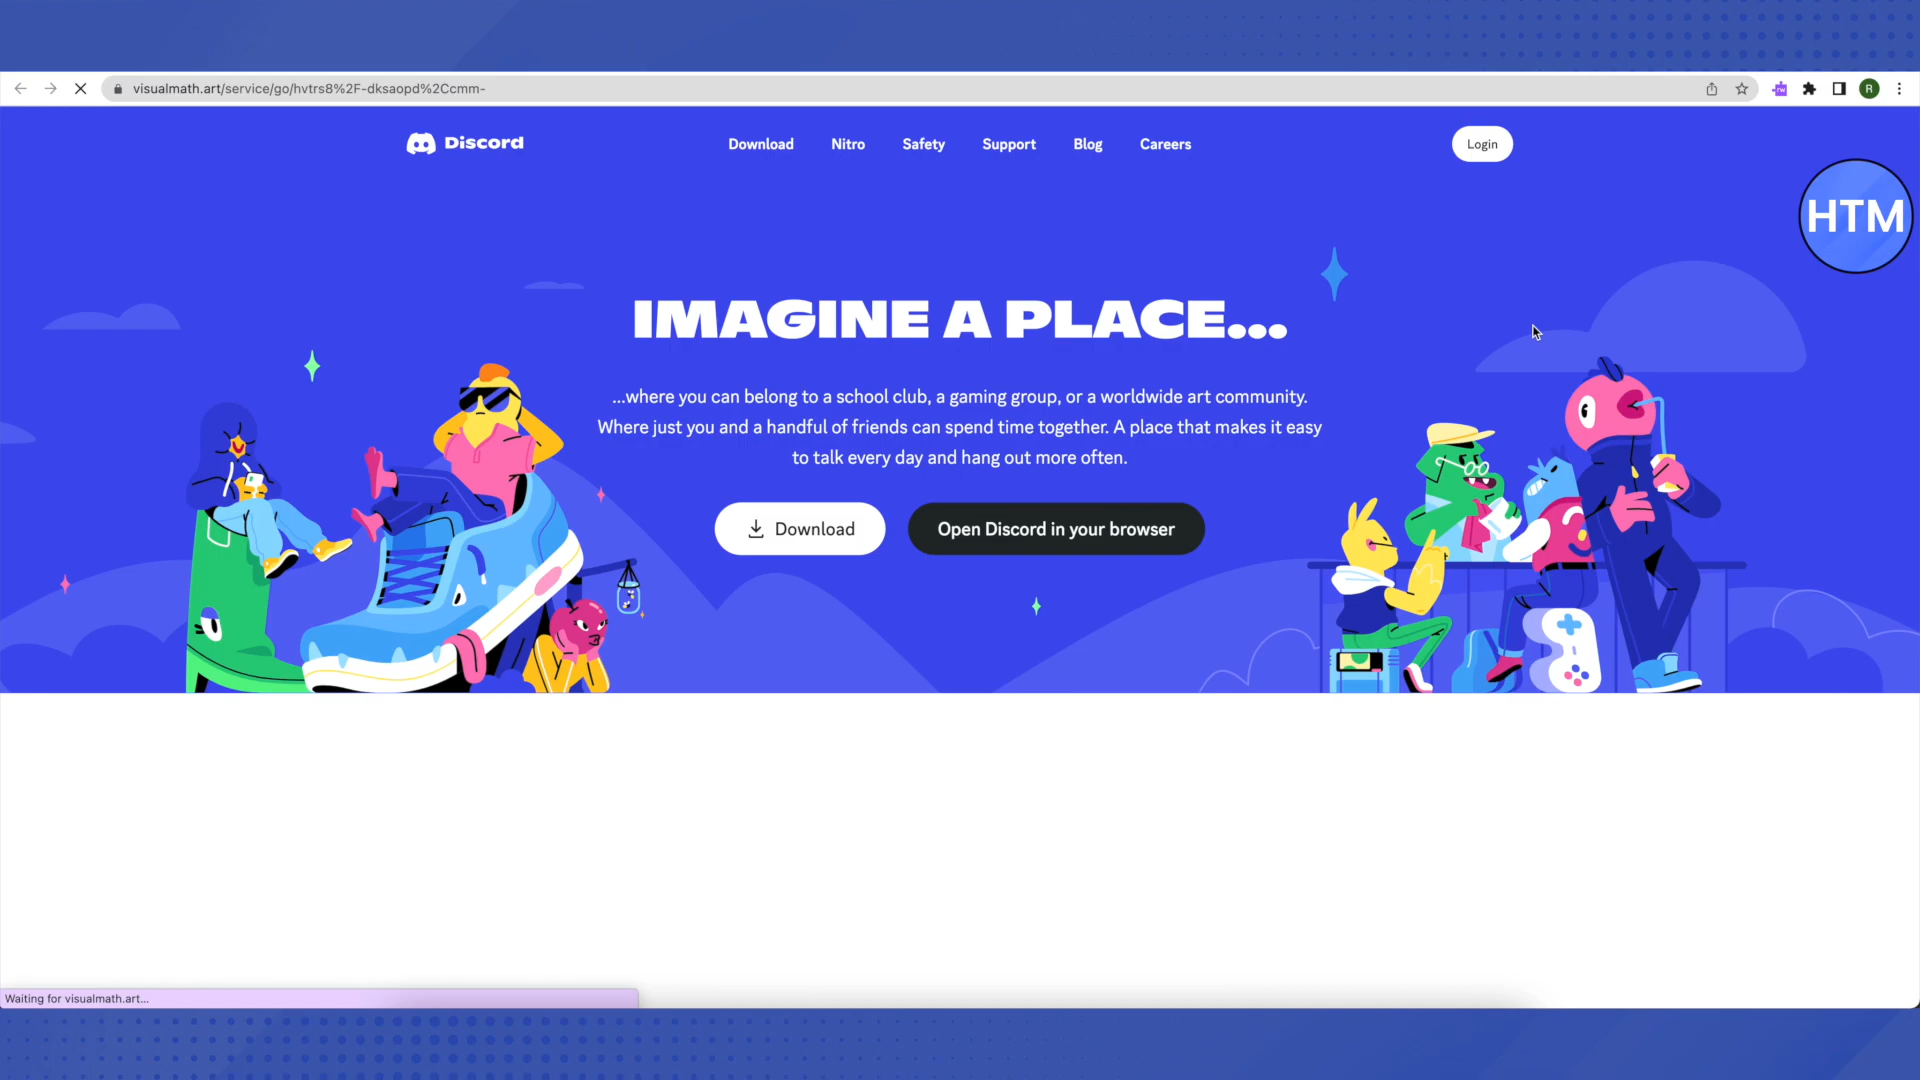 visualmath.art/service/go/hvtrs8%2F-dksaopd%2Ccmm-
rw
R
Discord
Download
Nitro
Safety
Support
Blog
Careers
Login
HTM
IMAGINE A PLACE...
...where you can belong to a school club, a gaming group, or a worldwide art community.
Where just you and a handful of friends can spend time together. A place that makes it easy
to talk every day and hang out more often.
Download
Open Discord in your browser
Waiting for visualmath.art...